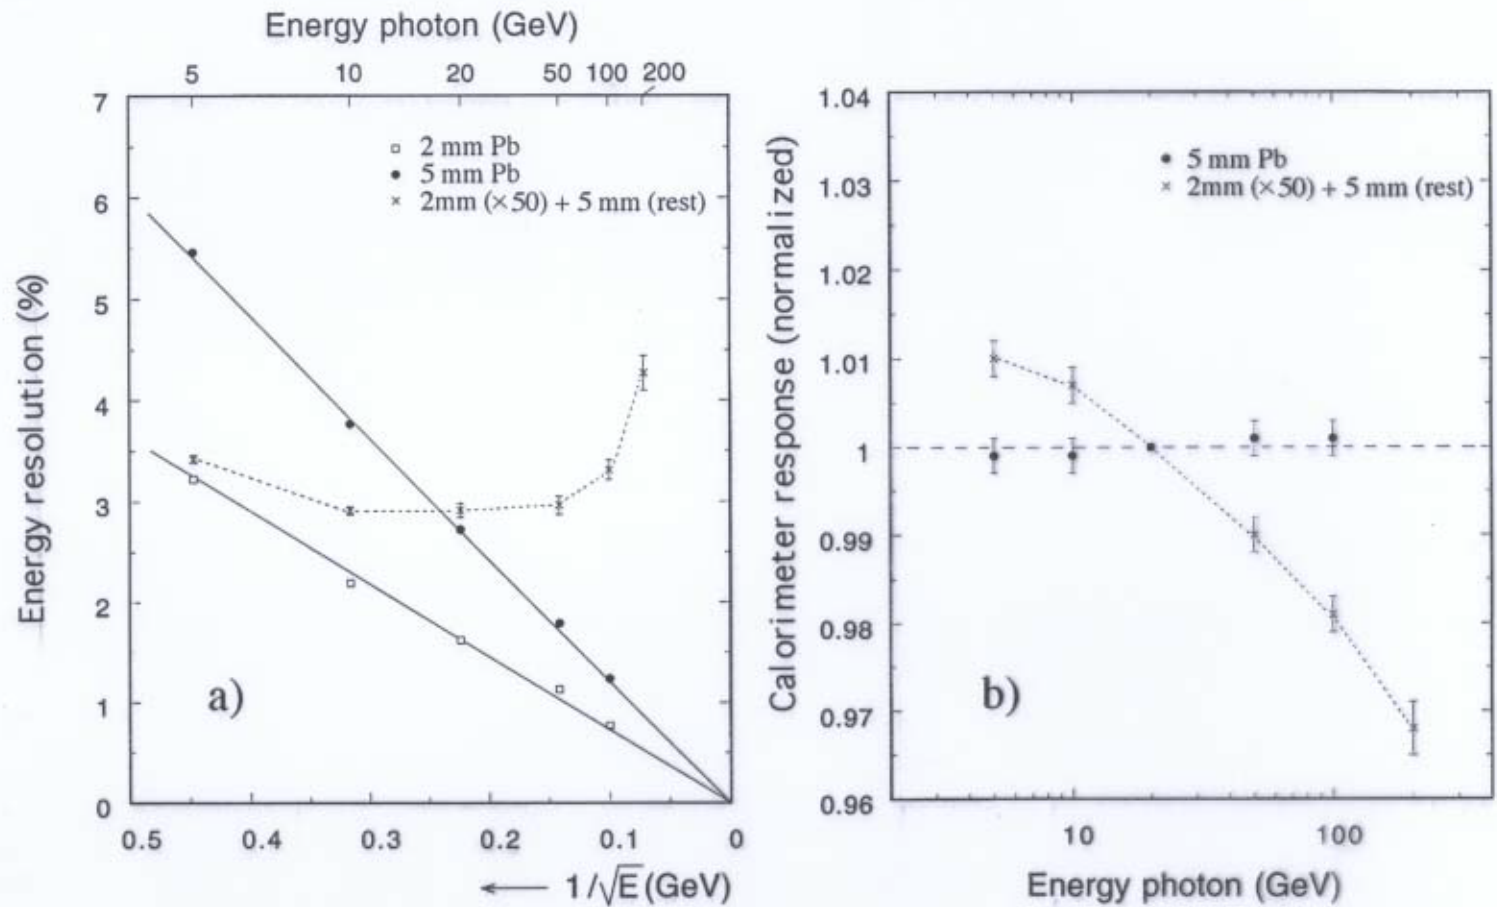 Energy photon (GeV)
5 10 20 50 100 200
7
6
5
4
3
2
1
0
Energy resolution (%)
2 mm Pb
5 mm Pb
2mm (×50) + 5 mm (rest)
a)
0.5 0.4 0.3 0.2 0.1 0
← 1/√E (GeV)
1.04
1.03
1.02
1.01
1
0.99
0.98
0.97
0.96
Calorimeter response (normalized)
5 mm Pb
2mm (×50) + 5 mm (rest)
b)
10 100
Energy photon (GeV)